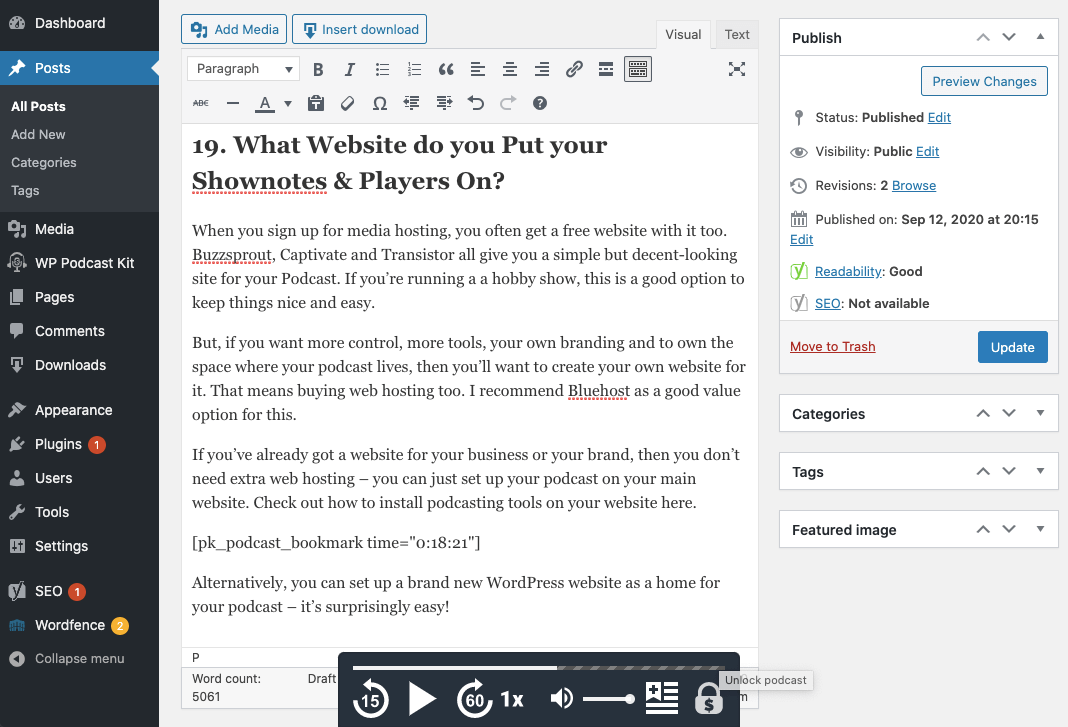 Dashboard
Posts
All Posts
Add New
Categories
Tags
Media
WP Podcast Kit
Pages
Comments
Downloads
Appearance
Plugins 1
Users
Tools
Settings
SEO 1
Wordfence 2
Collapse menu
Add Media
Insert download
Visual
Text
Paragraph
B I
ABC A
19. What Website do you Put your
Shownotes & Players On?
When you sign up for media hosting, you often get a free website with it too.
Buzzsprout, Captivate and Transistor all give you a simple but decent-looking
site for your Podcast. If you’re running a a hobby show, this is a good option to
keep things nice and easy.
But, if you want more control, more tools, your own branding and to own the
space where your podcast lives, then you’ll want to create your own website for
it. That means buying web hosting too. I recommend Bluehost as a good value
option for this.
If you’ve already got a website for your business or your brand, then you don’t
need extra web hosting – you can just set up your podcast on your main
website. Check out how to install podcasting tools on your website here.
[pk_podcast_bookmark time="0:18:21"]
Alternatively, you can set up a brand new WordPress website as a home for
your podcast – it’s surprisingly easy!
P
Word count:
5061
Draft
15
60
1x
$
Unlock podcast
Publish
Preview Changes
Status: Published Edit
Visibility: Public Edit
Revisions: 2 Browse
Published on: Sep 12, 2020 at 20:15
Edit
Readability: Good
SEO: Not available
Move to Trash
Update
Categories
Tags
Featured image